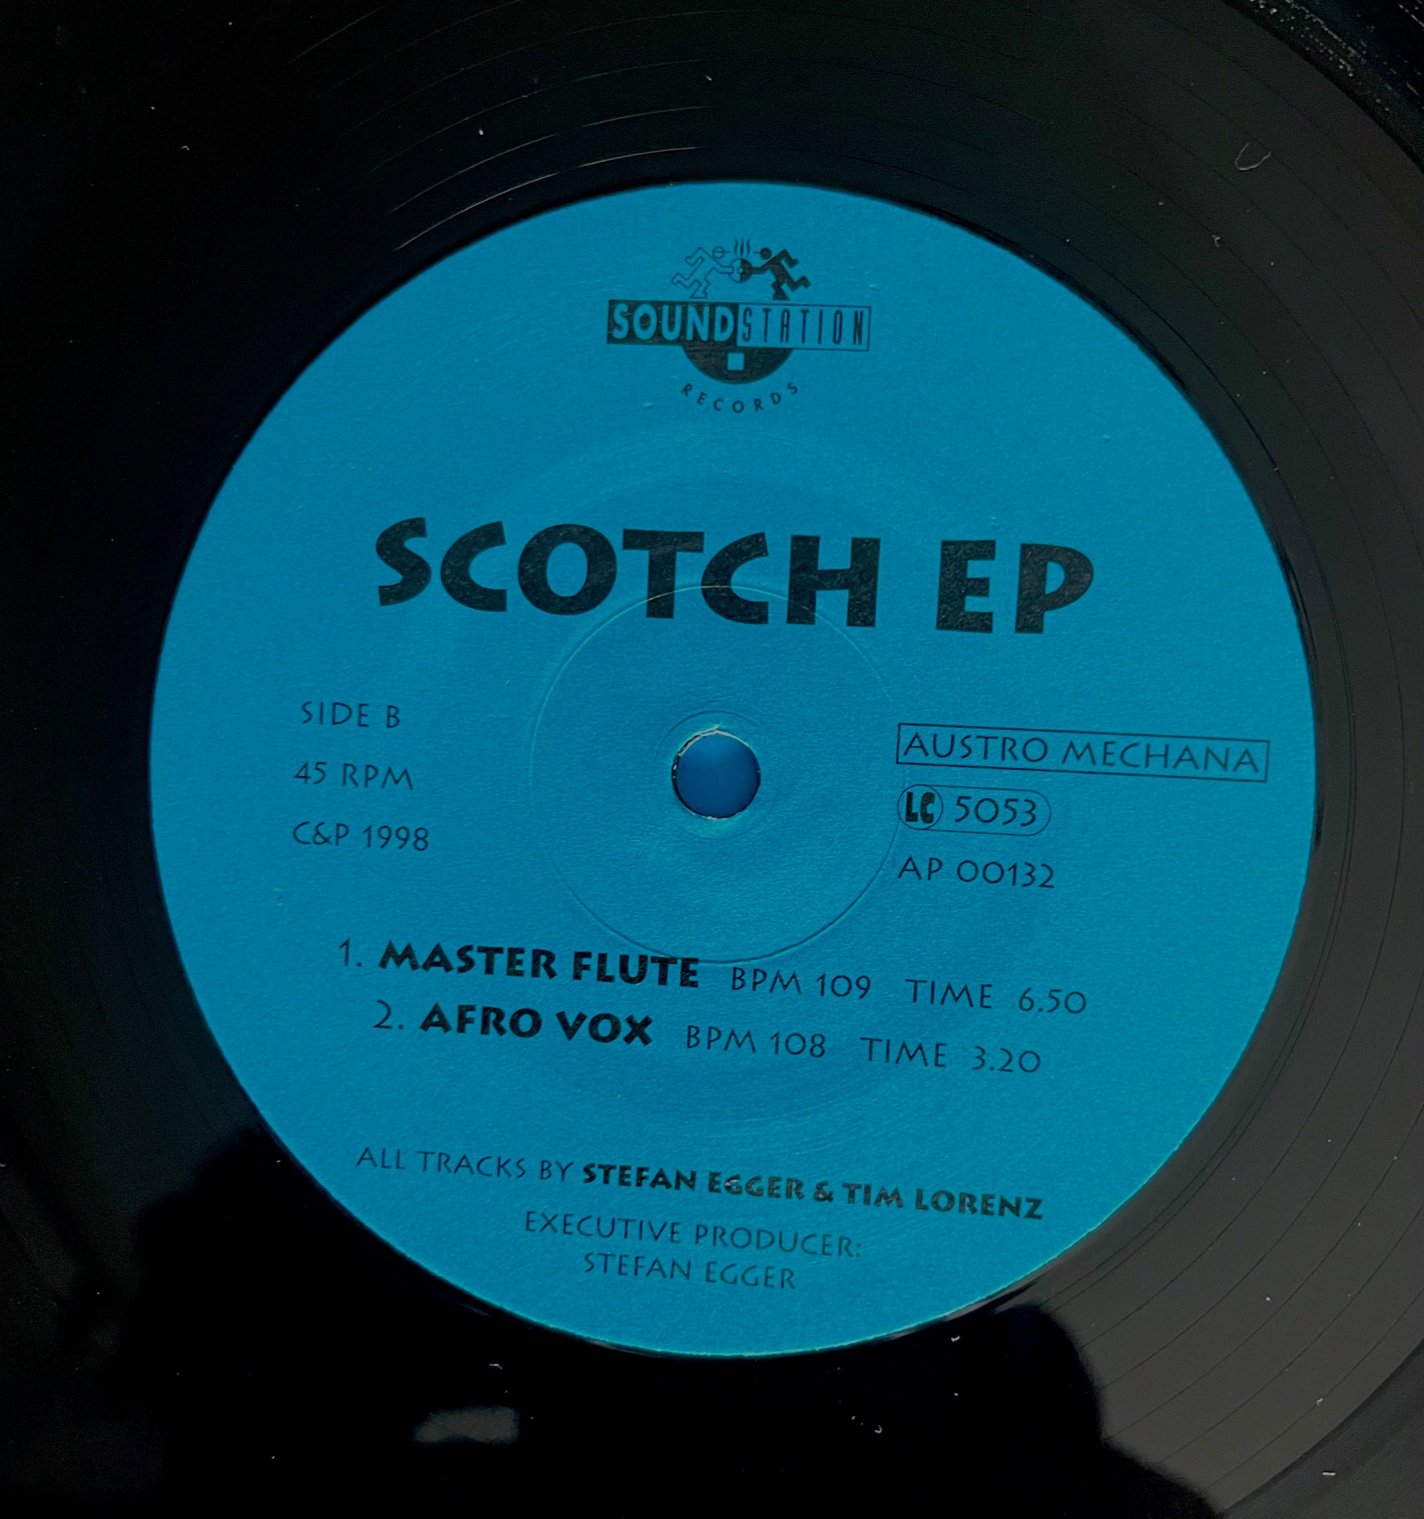 SOUNDSTATION
RECORDS
SCOTCH EP
SIDE B
45 RPM
C&P 1998
AUSTRO MECHANA
LC 5053
AP 00132
1. MASTER FLUTE BPM 109 TIME 6.50
2. AFRO VOX BPM 108 TIME 3.20
ALL TRACKS BY STEFAN EGGER & TIM LORENZ
EXECUTIVE PRODUCER:
STEFAN EGGER